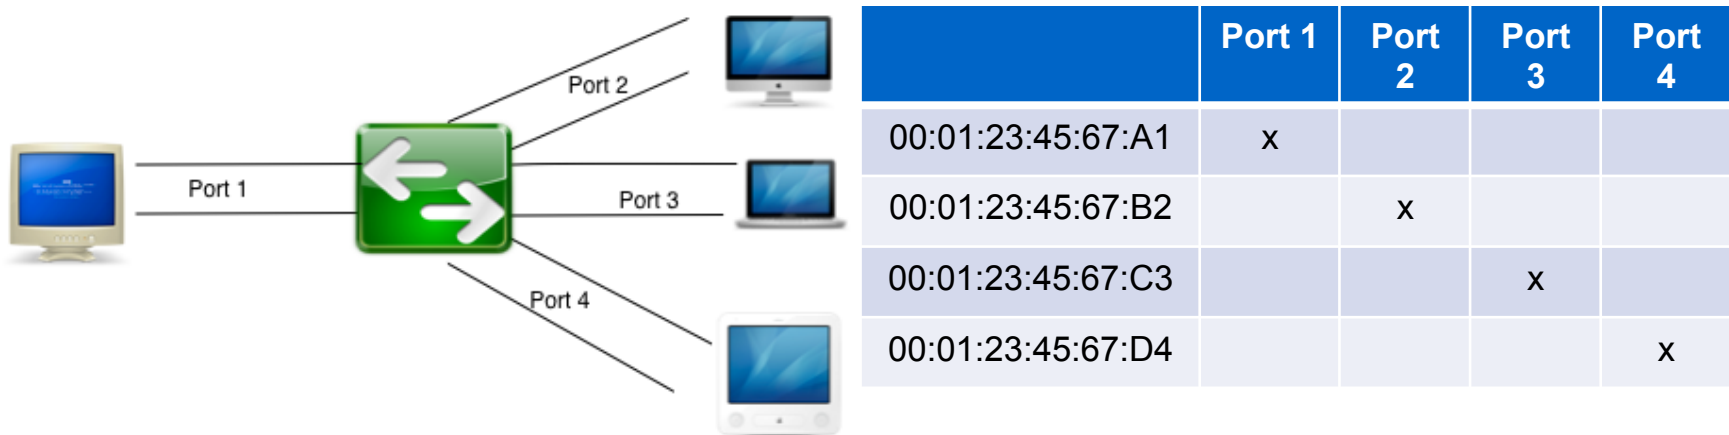 Port 2
Port 1
Port 3
Port 4
Port 1 Port 2 Port 3 Port 4
00:01:23:45:67:A1 x
00:01:23:45:67:B2 x
00:01:23:45:67:C3 x
00:01:23:45:67:D4 x